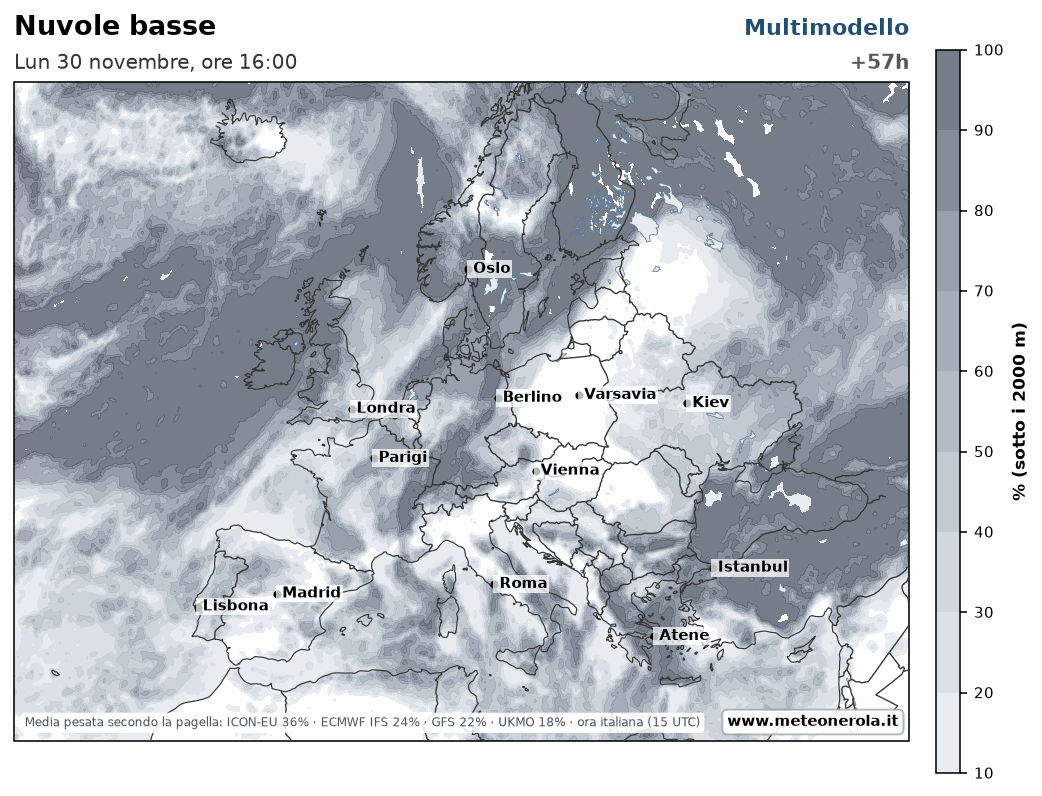 Nuvole basse
Multimodello
Lun 30 novembre, ore 16:00
+57h
100
90
80
70
60
50
40
30
20
10
% (sotto i 2000 m)
Oslo
Berlino
Varsavia
Kiev
Londra
Parigi
Vienna
Istanbul
Roma
Madrid
Lisbona
Atene
Media pesata secondo la pagella: ICON-EU 36% · ECMWF IFS 24% · GFS 22% · UKMO 18% · ora italiana (15 UTC)
www.meteonerola.it